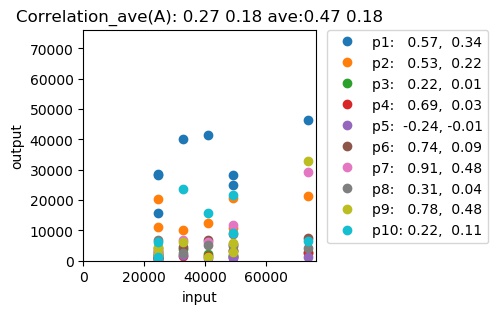 Correlation_ave(A): 0.27 0.18 ave:0.47 0.18
70000
60000
50000
40000
30000
20000
10000
0
output
0 20000 40000 60000
input
p1: 0.57, 0.34
p2: 0.53, 0.22
p3: 0.22, 0.01
p4: 0.69, 0.03
p5: -0.24, -0.01
p6: 0.74, 0.09
p7: 0.91, 0.48
p8: 0.31, 0.04
p9: 0.78, 0.48
p10: 0.22, 0.11